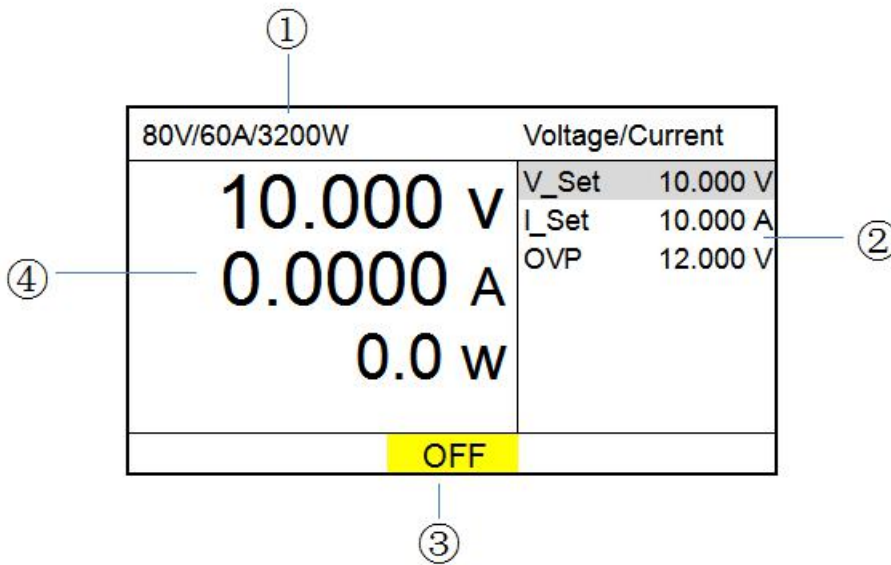 ①
80V/60A/3200W Voltage/Current
10.000 V
0.0000 A
0.0 W
V_Set 10.000 V
I_Set 10.000 A
OVP 12.000 V
②
④
OFF
③